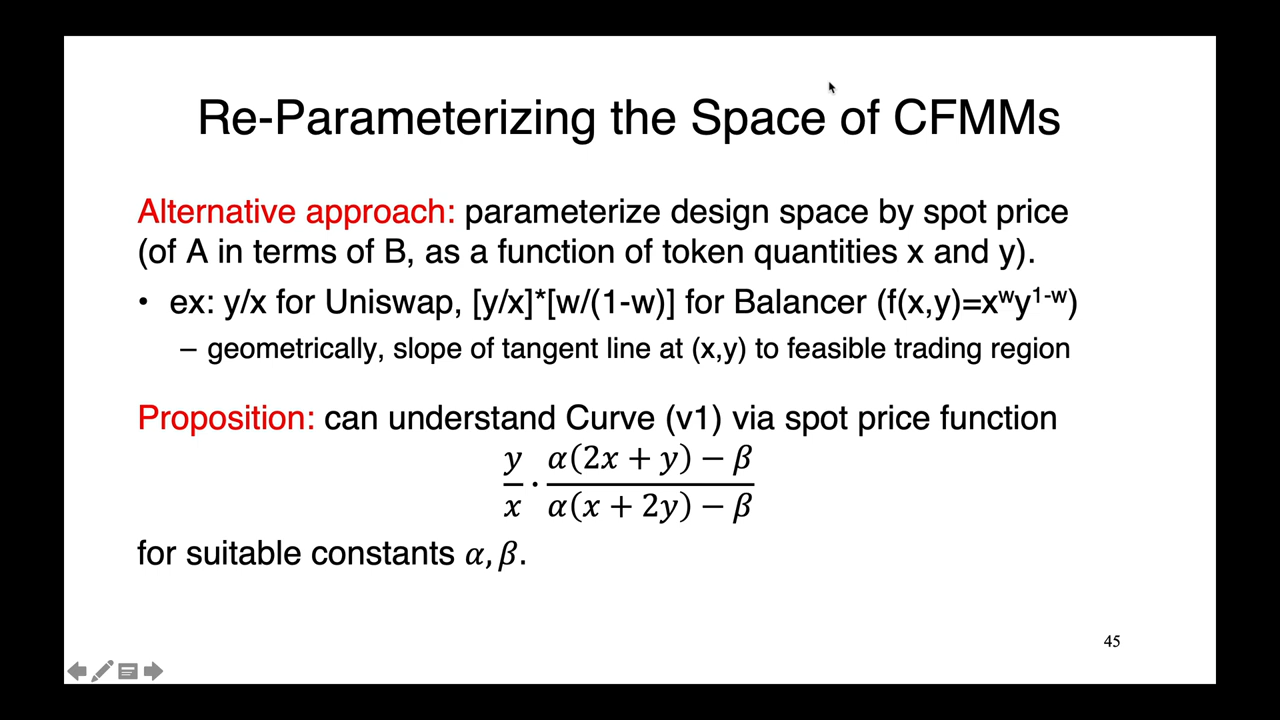 Re-Parameterizing the Space of CFMMs
Alternative approach: parameterize design space by spot price
(of A in terms of B, as a function of token quantities x and y).
• ex: y/x for Uniswap, [y/x]*[w/(1-w)] for Balancer (f(x,y)=xʷy¹⁻ʷ)
– geometrically, slope of tangent line at (x,y) to feasible trading region
Proposition: can understand Curve (v1) via spot price function
y/x · (α(2x + y) − β)/(α(x + 2y) − β)
for suitable constants α, β.
45